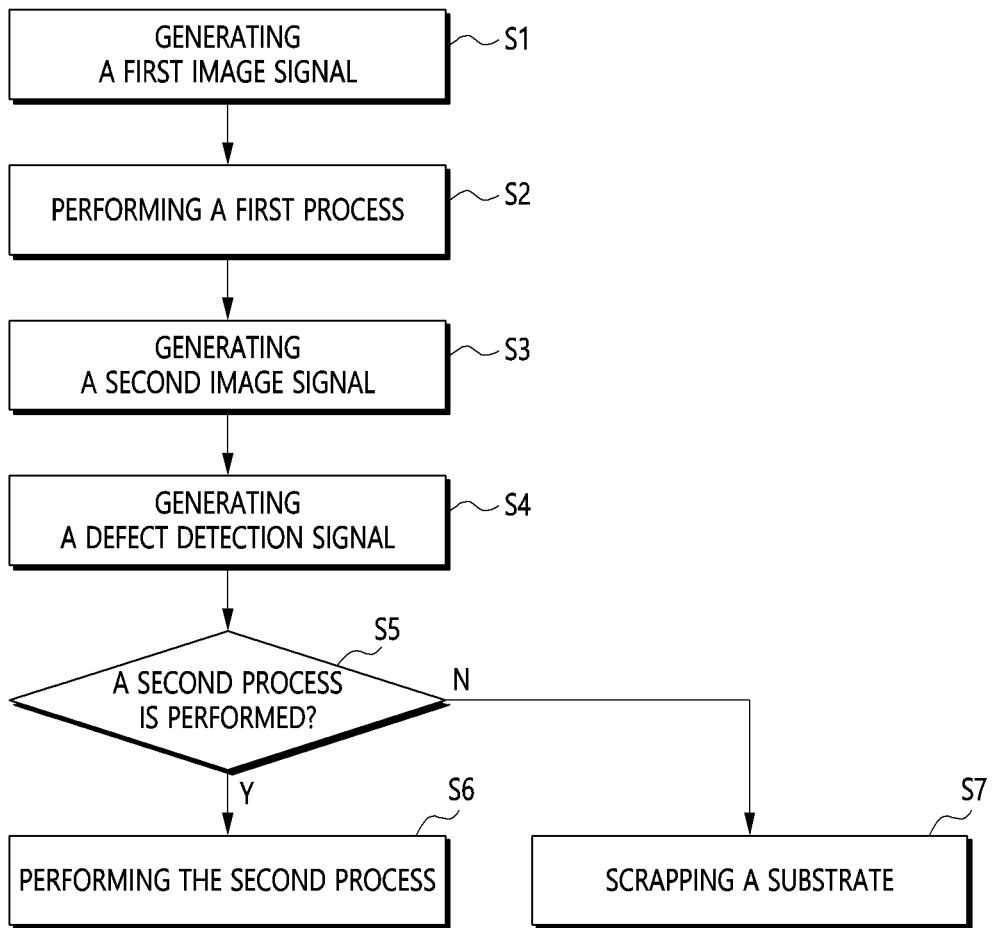 GENERATING
A FIRST IMAGE SIGNAL
S1
PERFORMING A FIRST PROCESS
S2
GENERATING
A SECOND IMAGE SIGNAL
S3
GENERATING
A DEFECT DETECTION SIGNAL
S4
S5
A SECOND PROCESS
IS PERFORMED?
N
Y
S6
PERFORMING THE SECOND PROCESS
S7
SCRAPPING A SUBSTRATE